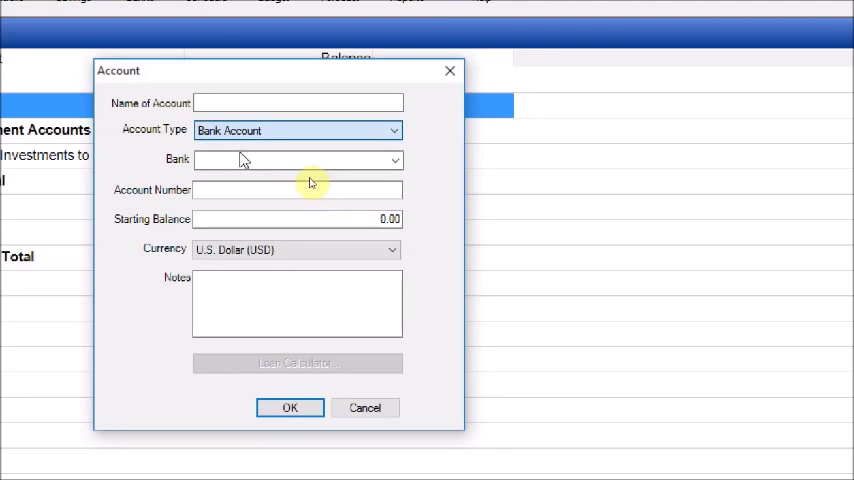 Help
Balance
Account
Name of Account
Account Type
Bank Account
ment Accounts
Bank
Investments to
Account Number
Starting Balance
0.00
Currency
U.S. Dollar (USD)
Total
Notes
Loan Calculator...
OK
Cancel